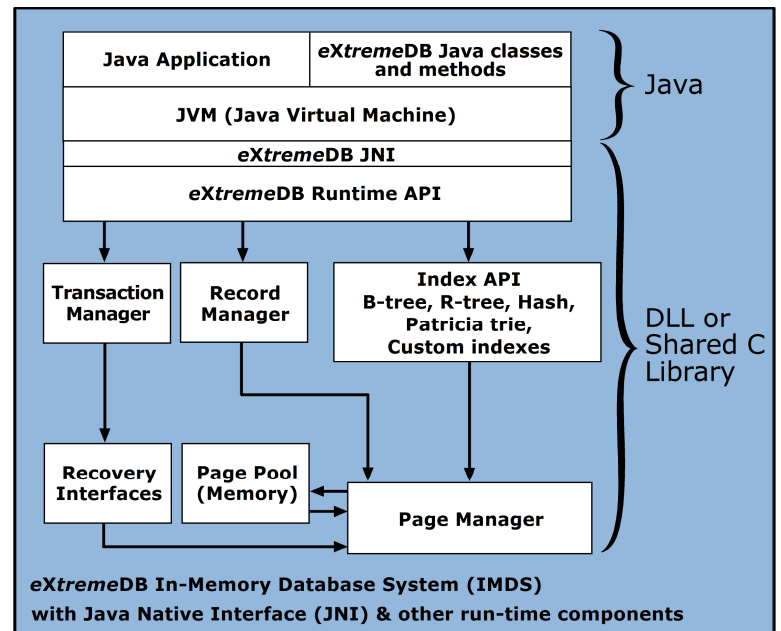 Java Application
eXtremeDB Java classes
and methods
Java
JVM (Java Virtual Machine)
eXtremeDB JNI
eXtremeDB Runtime API
Transaction
Manager
Record
Manager
Index API
B-tree, R-tree, Hash,
Patricia trie,
Custom indexes
DLL or
Shared C
Library
Recovery
Interfaces
Page Pool
(Memory)
Page Manager
eXtremeDB In-Memory Database System (IMDS)
with Java Native Interface (JNI) & other run-time components